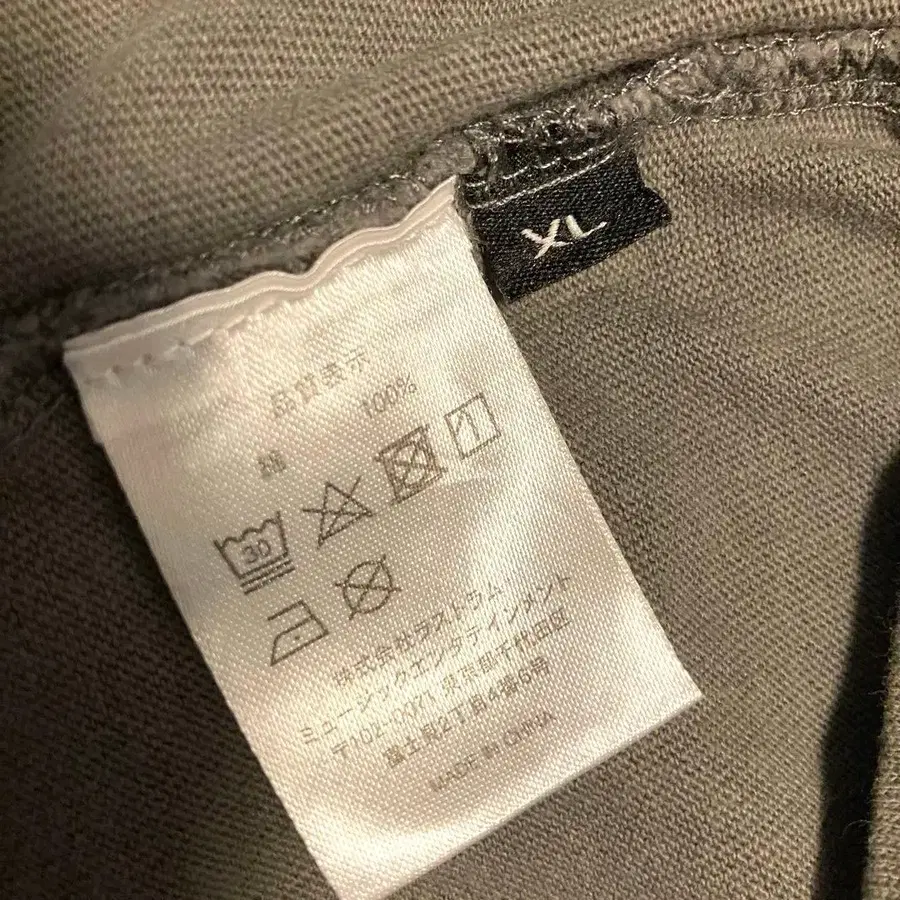 XL
品質表示
綿 100%
30
株式会社ラストラム
ミュージックエンタテインメント
〒102-0071 東京都千代田区
富士見2丁目4番6号
MADE IN CHINA